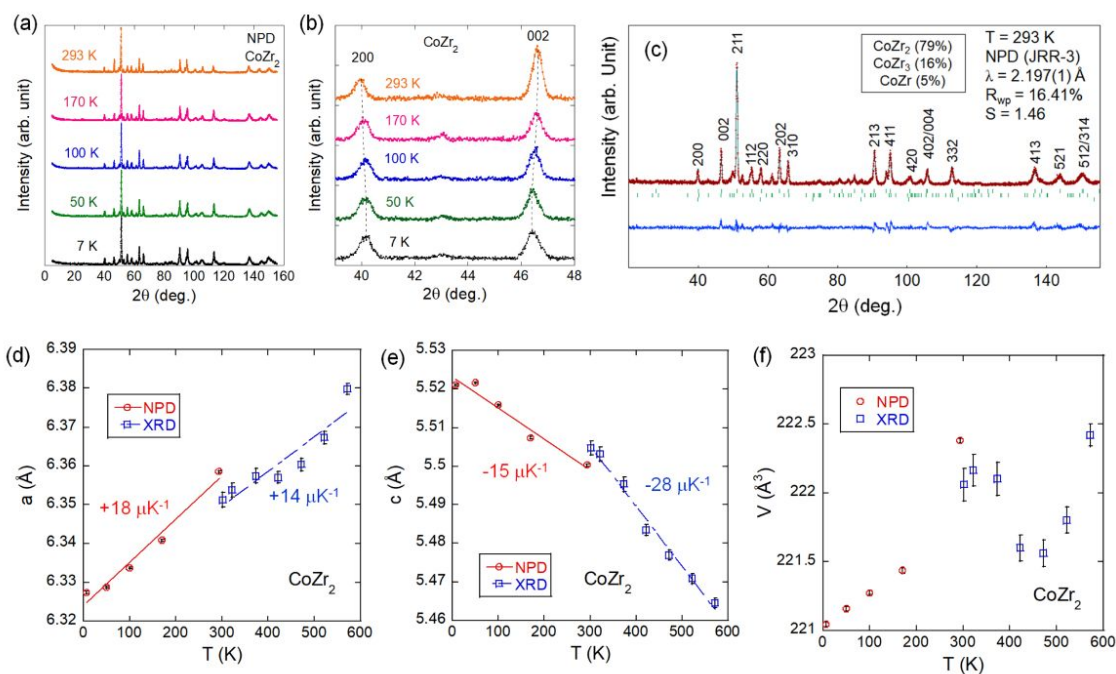 (a)
NPD
CoZr2
293 K
170 K
100 K
50 K
7 K
Intensity (arb. unit)
0 20 40 60 80 100 120 140 160
2θ (deg.)
(b)
CoZr2
002
200
293 K
170 K
100 K
50 K
7 K
Intensity (arb. unit)
40 42 44 46 48
2θ (deg.)
(c)
CoZr2 (79%)
CoZr3 (16%)
CoZr (5%)
T = 293 K
NPD (JRR-3)
λ = 2.197(1) Å
Rwp = 16.41%
S = 1.46
Intensity (arb. Unit)
200
002
211
112
220
202
310
213
411
420
402/004
332
413
521
512/314
20 40 60 80 100 120 140
2θ (deg.)
(d)
6.39
6.38
6.37
6.36
6.35
6.34
6.33
6.32
a (Å)
NPD
XRD
+18 μK-1
+14 μK-1
CoZr2
0 100 200 300 400 500 600
T (K)
(e)
5.53
5.52
5.51
5.50
5.49
5.48
5.47
5.46
c (Å)
-15 μK-1
-28 μK-1
NPD
XRD
CoZr2
0 100 200 300 400 500 600
T (K)
(f)
223
222.5
222
221.5
221
V (Å3)
NPD
XRD
CoZr2
0 100 200 300 400 500 600
T (K)